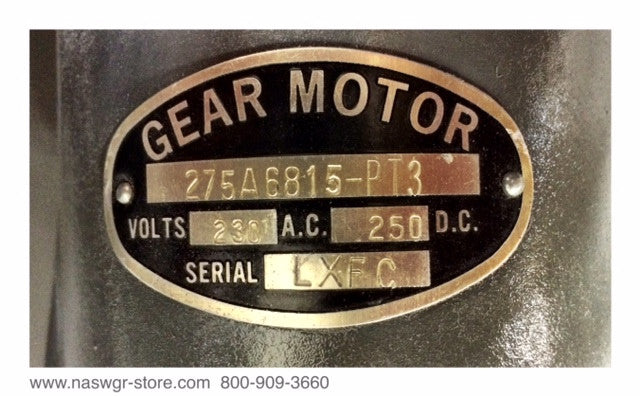 GEAR MOTOR
275A6815-PT3
VOLTS 230 A.C. 250 D.C.
SERIAL LXFC
www.naswgr-store.com 800-909-3660